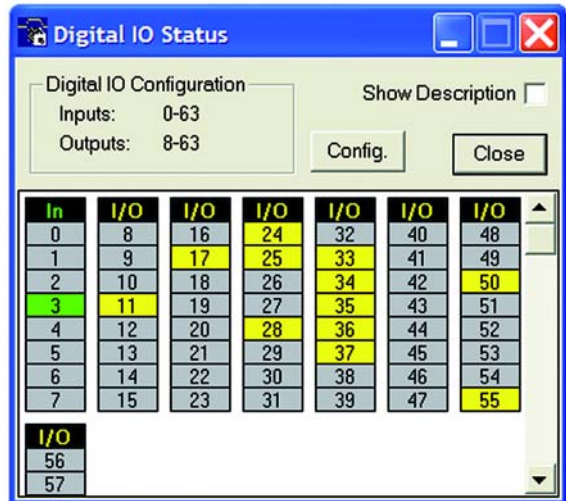 Digital IO Status
Digital IO Configuration
Inputs: 0-63
Outputs: 8-63
Show Description
Config.
Close
In I/O I/O I/O I/O I/O I/O
0 8 16 24 32 40 48
1 9 17 25 33 41 49
2 10 18 26 34 42 50
3 11 19 27 35 43 51
4 12 20 28 36 44 52
5 13 21 29 37 45 53
6 14 22 30 38 46 54
7 15 23 31 39 47 55
I/O
56
57